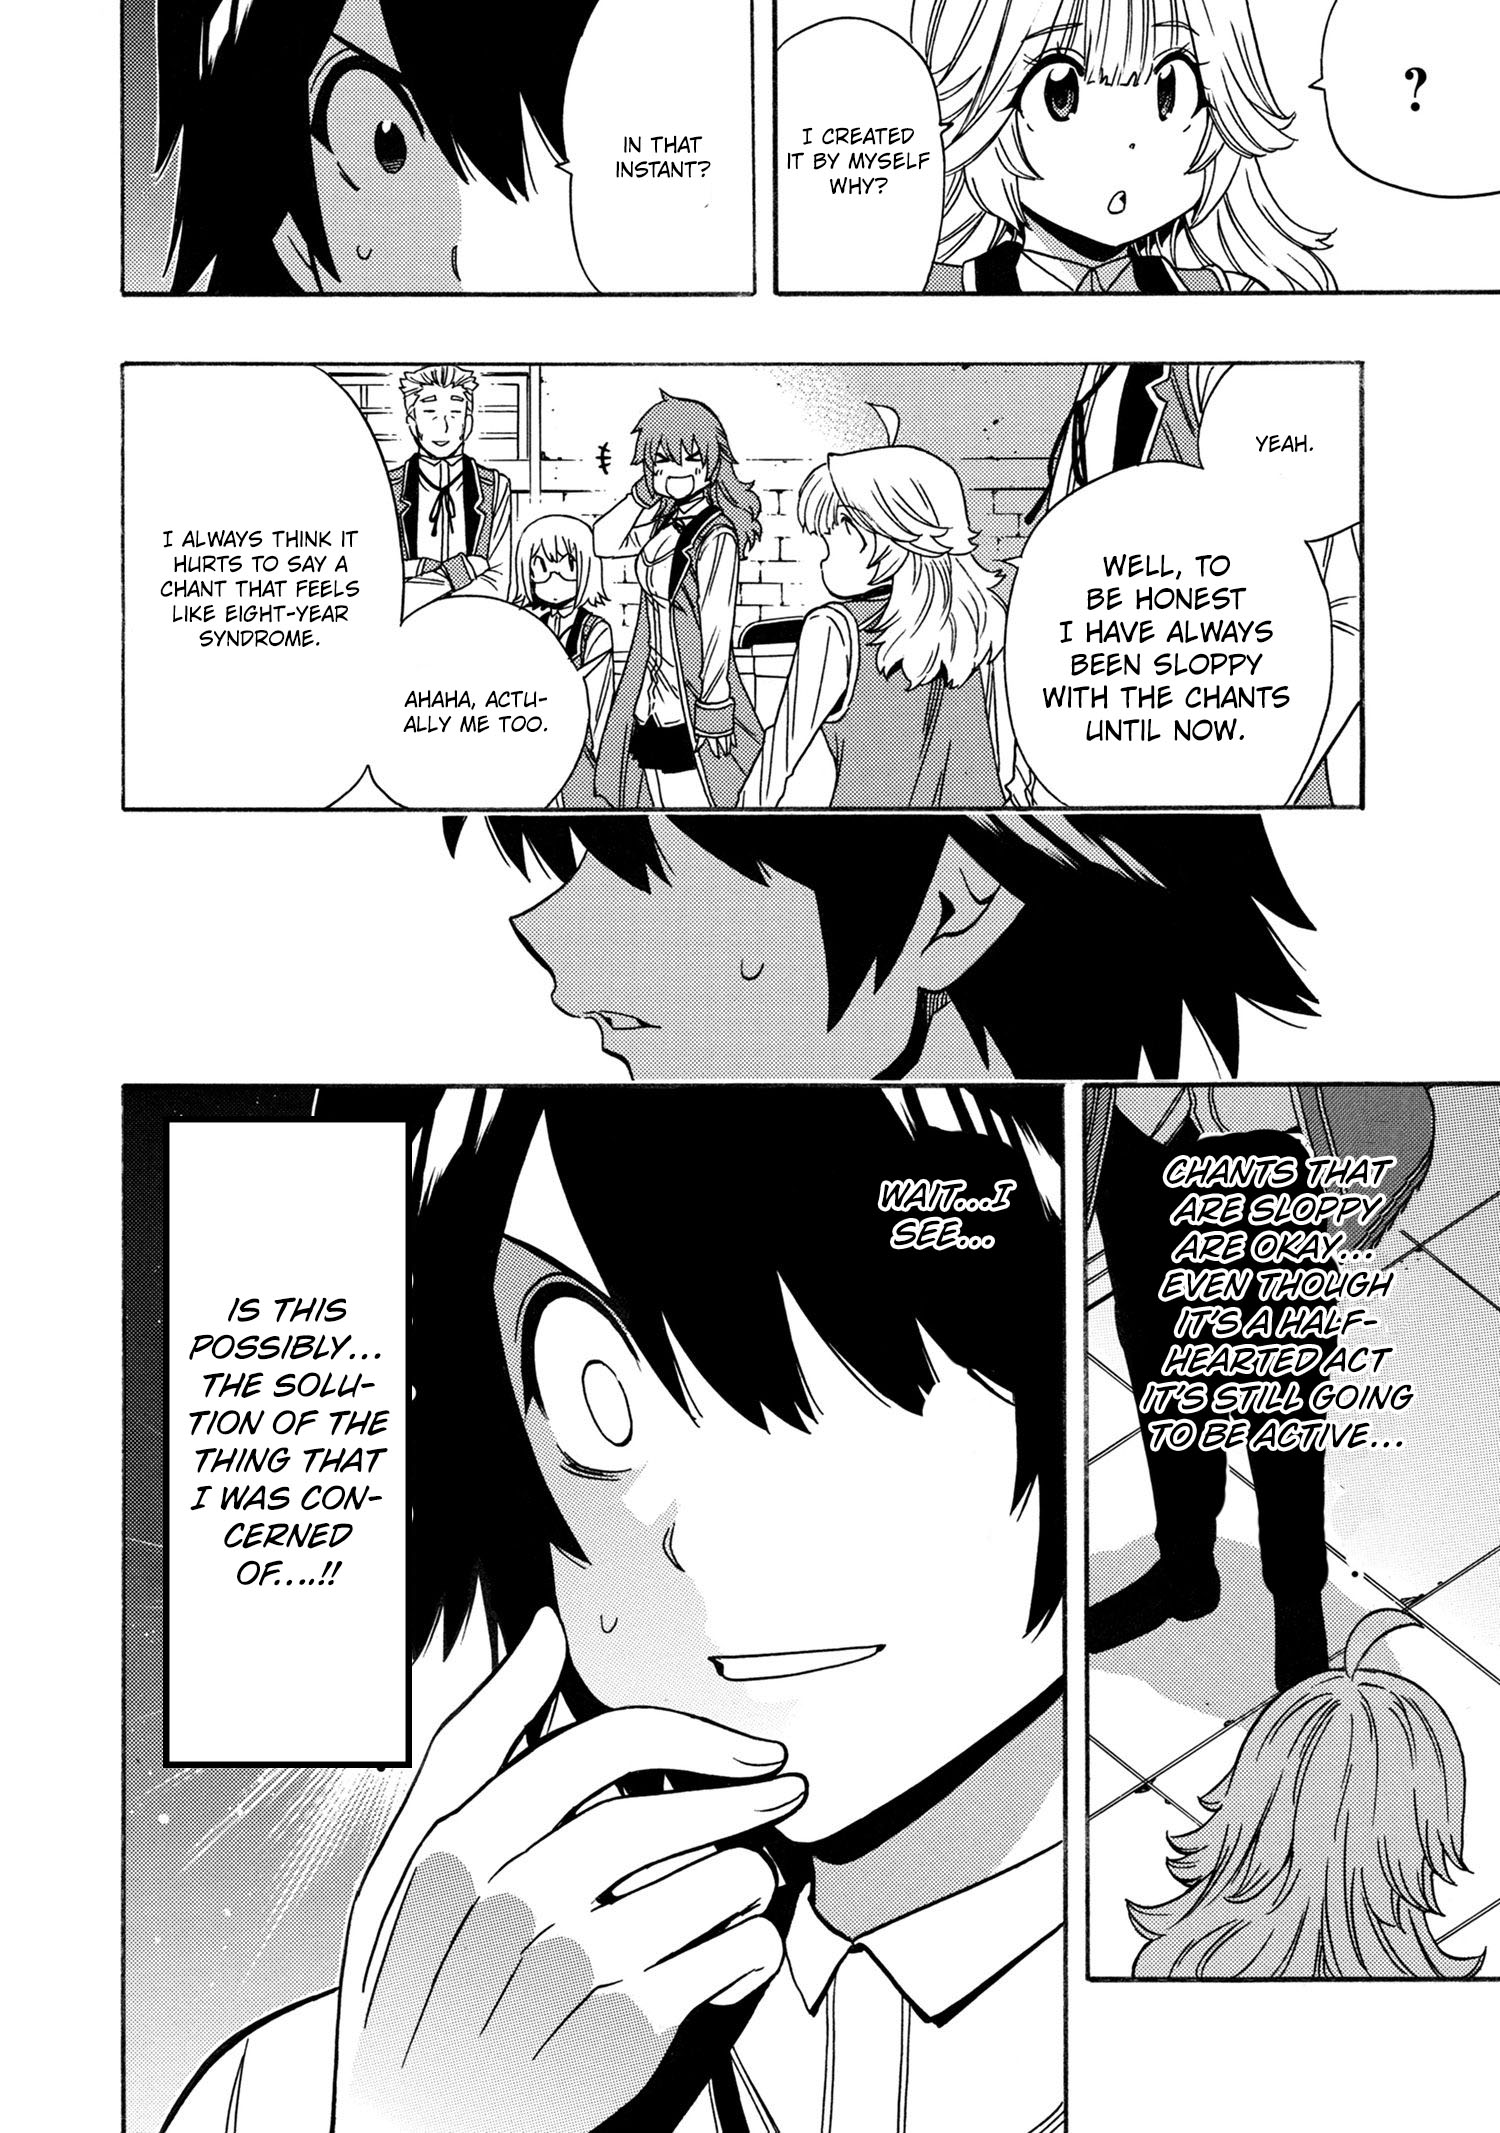 ?
I CREATED
IT BY MYSELF
WHY?
IN THAT
INSTANT?
YEAH.
WELL, TO
BE HONEST
I HAVE ALWAYS
BEEN SLOPPY
WITH THE CHANTS
UNTIL NOW.
AHAHA, ACTU-
ALLY ME TOO.
I ALWAYS THINK IT
HURTS TO SAY A
CHANT THAT FEELS
LIKE EIGHT-YEAR
SYNDROME.
CHANTS THAT
ARE SLOPPY
ARE OKAY...
EVEN THOUGH
IT'S A HALF-
HEARTED ACT
IT'S STILL GOING
TO BE ACTIVE...
WAIT...I
SEE...
IS THIS
POSSIBLY...
THE SOLU-
TION OF THE
THING THAT
I WAS CON-
CERNED
OF....!!